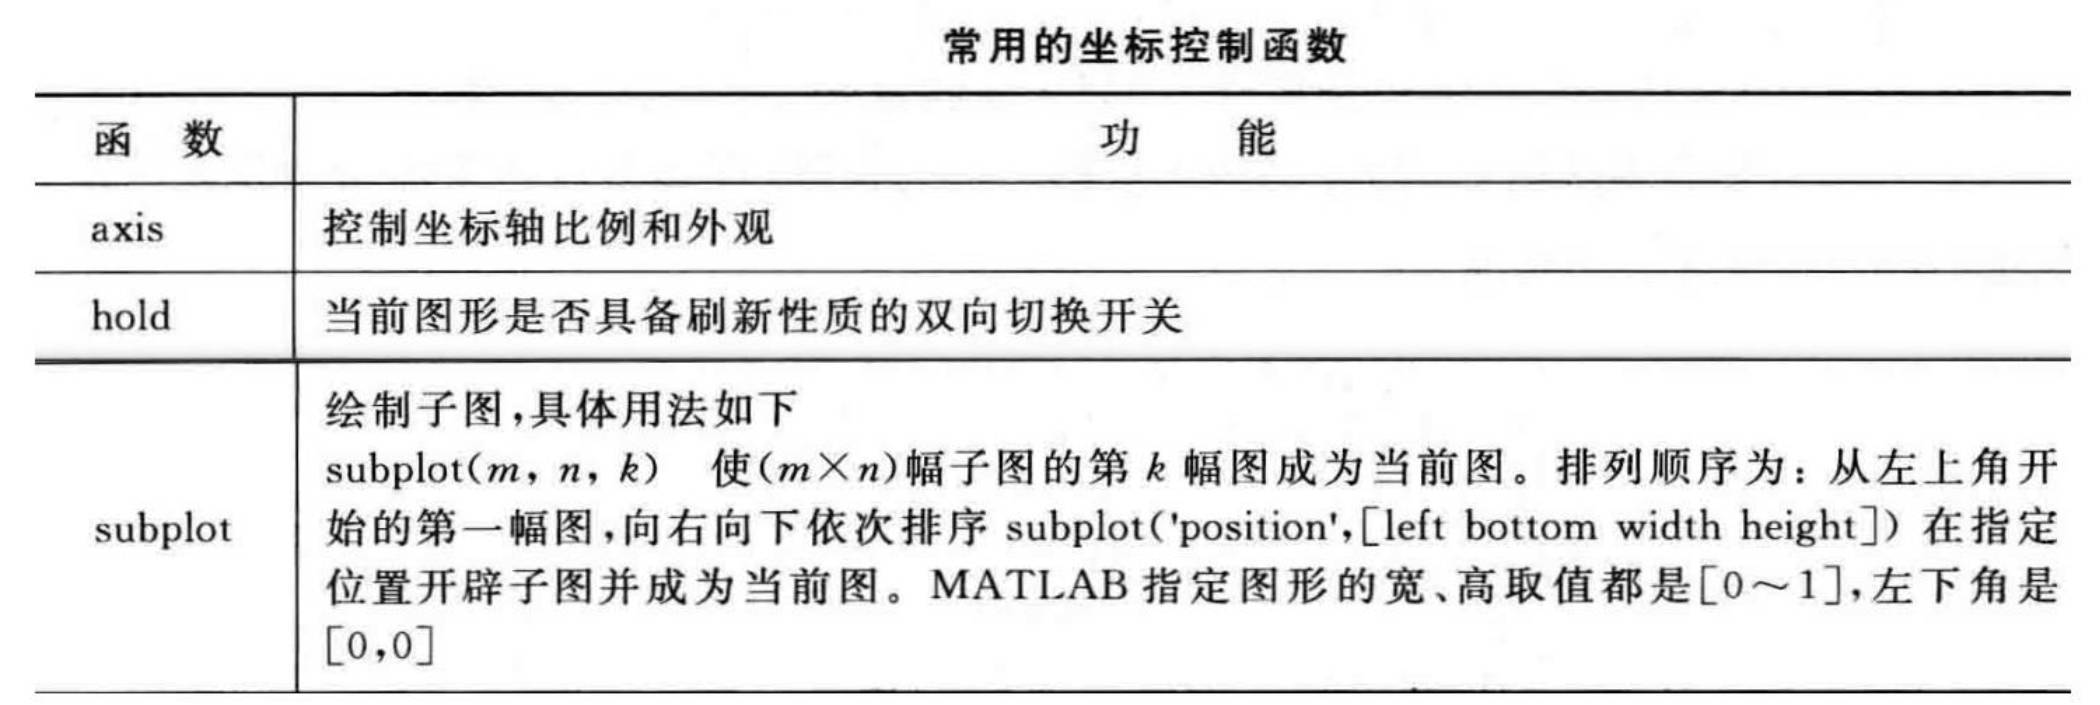 常用的坐标控制函数
函 数 功 能
axis 控制坐标轴比例和外观
hold 当前图形是否具备刷新性质的双向切换开关
绘制子图,具体用法如下
subplot(m, n, k) 使(m×n)幅子图的第 k 幅图成为当前图。排列顺序为:从左上角开
subplot 始的第一幅图,向右向下依次排序 subplot('position',[left bottom width height]) 在指定
位置开辟子图并成为当前图。MATLAB 指定图形的宽、高取值都是[0~1],左下角是
[0,0]